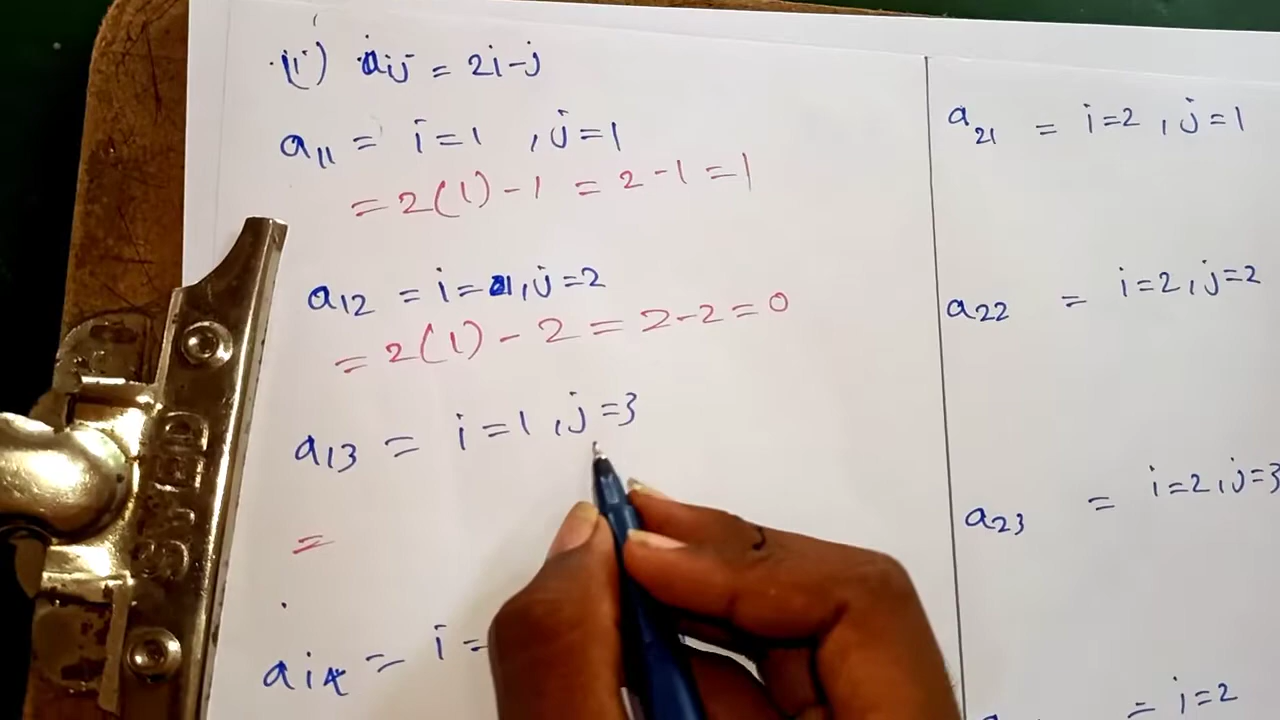 (ii) aij = 2i-j
a11 = i=1 , j=1
= 2(1) - 1 = 2-1 = 1
a12 = i=1, j=2
= 2(1) - 2 = 2-2 = 0
a13 = i=1, j=3
=
a14 = i=
a21 = i=2, j=1
a22 = i=2, j=2
a23 = i=2, j=3
= i=2